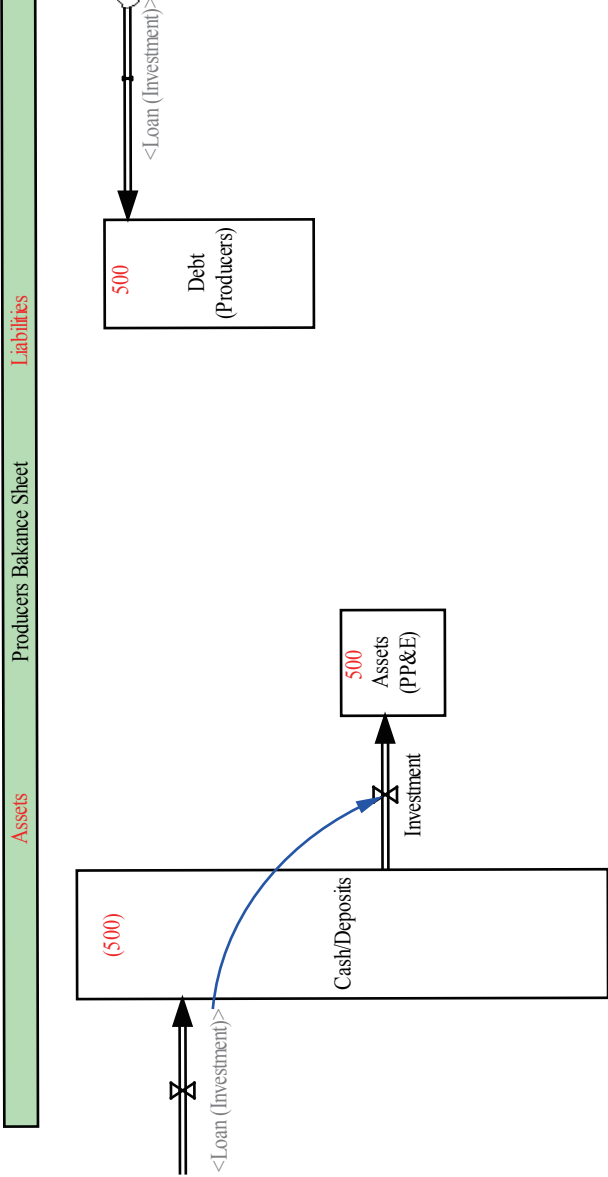 Assets
Producers Bakance Sheet
Liabilities
(500)
Cash/Deposits
<Loan (Investment)>
Investment
500
Assets
(PP&E)
500
Debt
(Producers)
<Loan (Investment)>